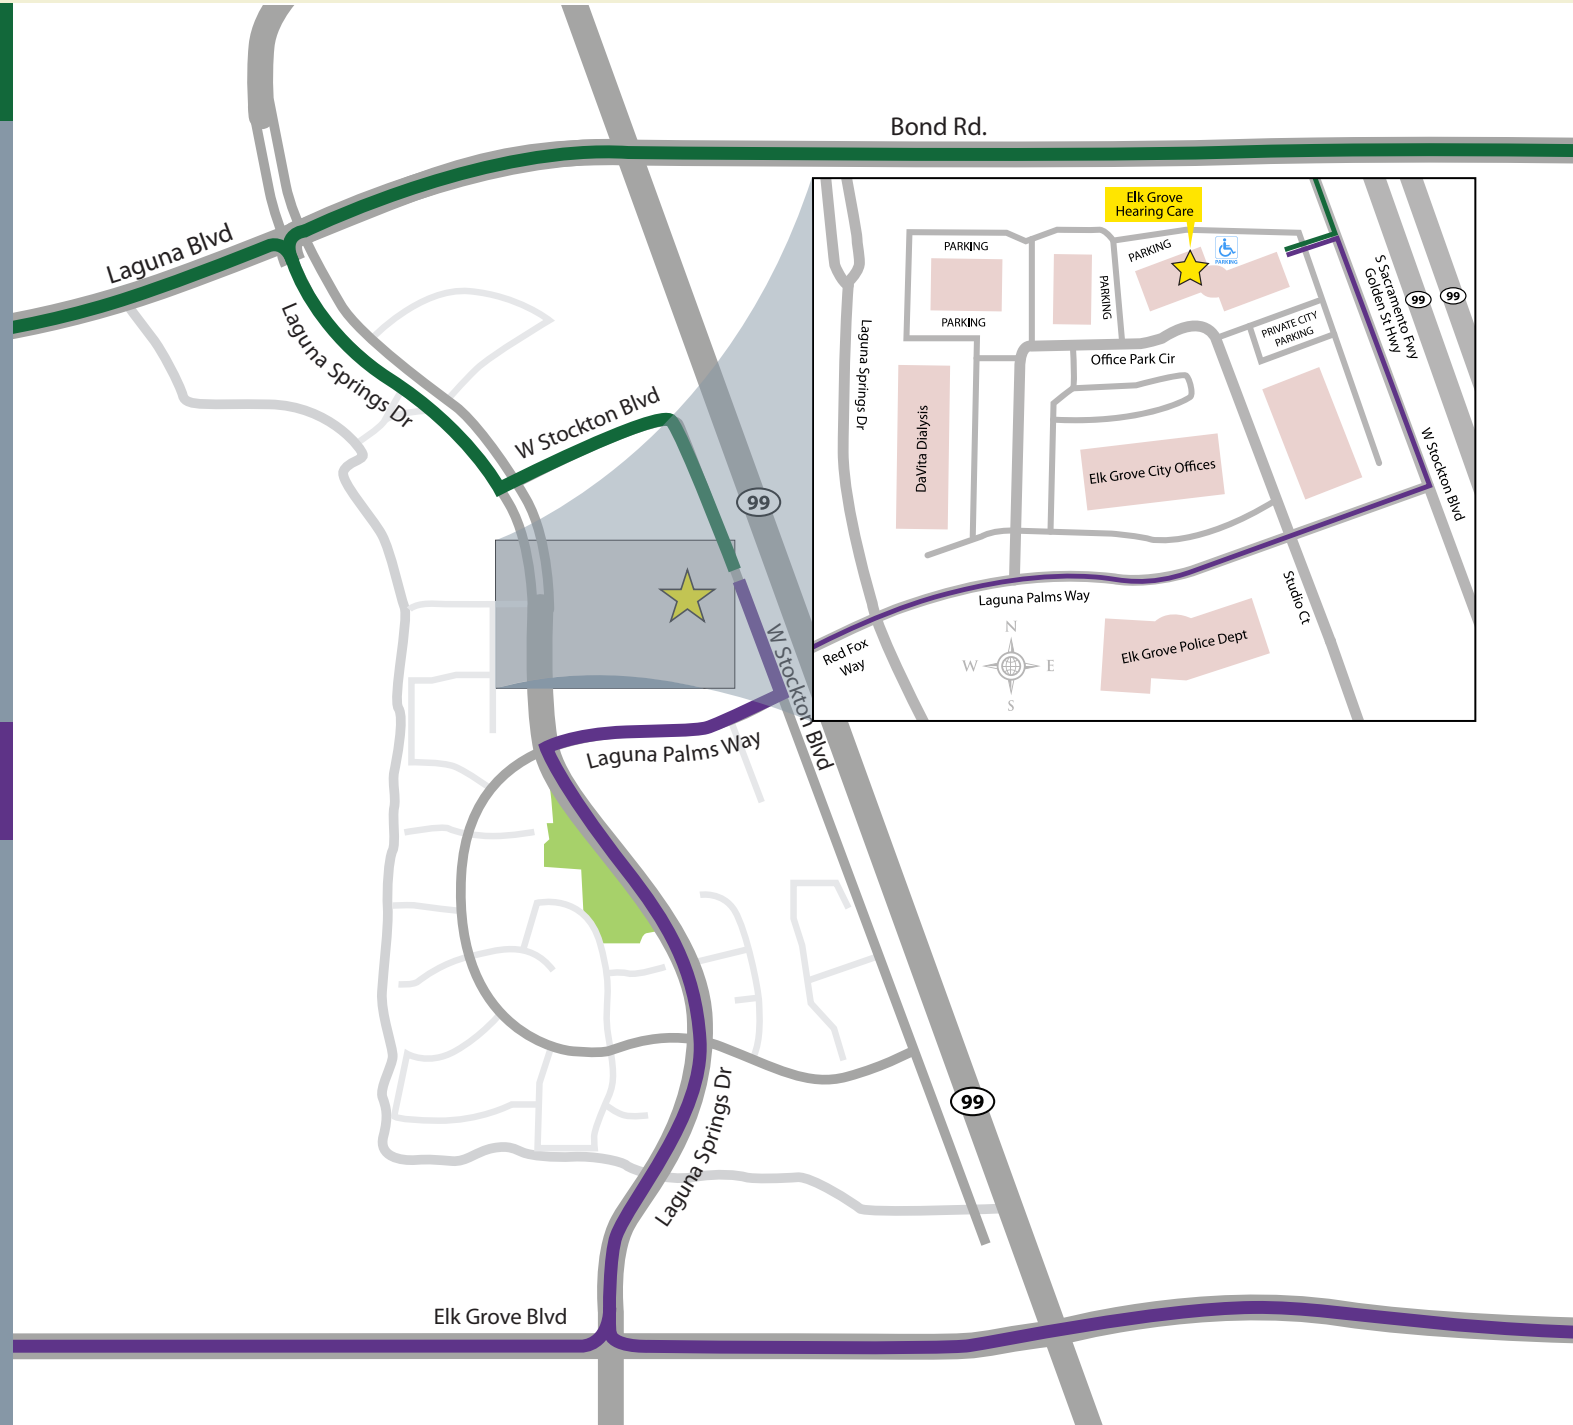 Bond Rd.
Laguna Blvd
Laguna Springs Dr
W Stockton Blvd
99
W Stockton Blvd
Laguna Palms Way
Laguna Springs Dr
99
Elk Grove Blvd
Elk Grove
Hearing Care
PARKING
PARKING
PARKING
PARKING
PARKING
Laguna Springs Dr
Office Park Cir
PRIVATE CITY
PARKING
S Sacramento Fwy
Golden St Hwy
99
99
DaVita Dialysis
Elk Grove City Offices
W Stockton Blvd
Laguna Palms Way
Studio Ct
Red Fox
Way
Elk Grove Police Dept
N
W
E
S